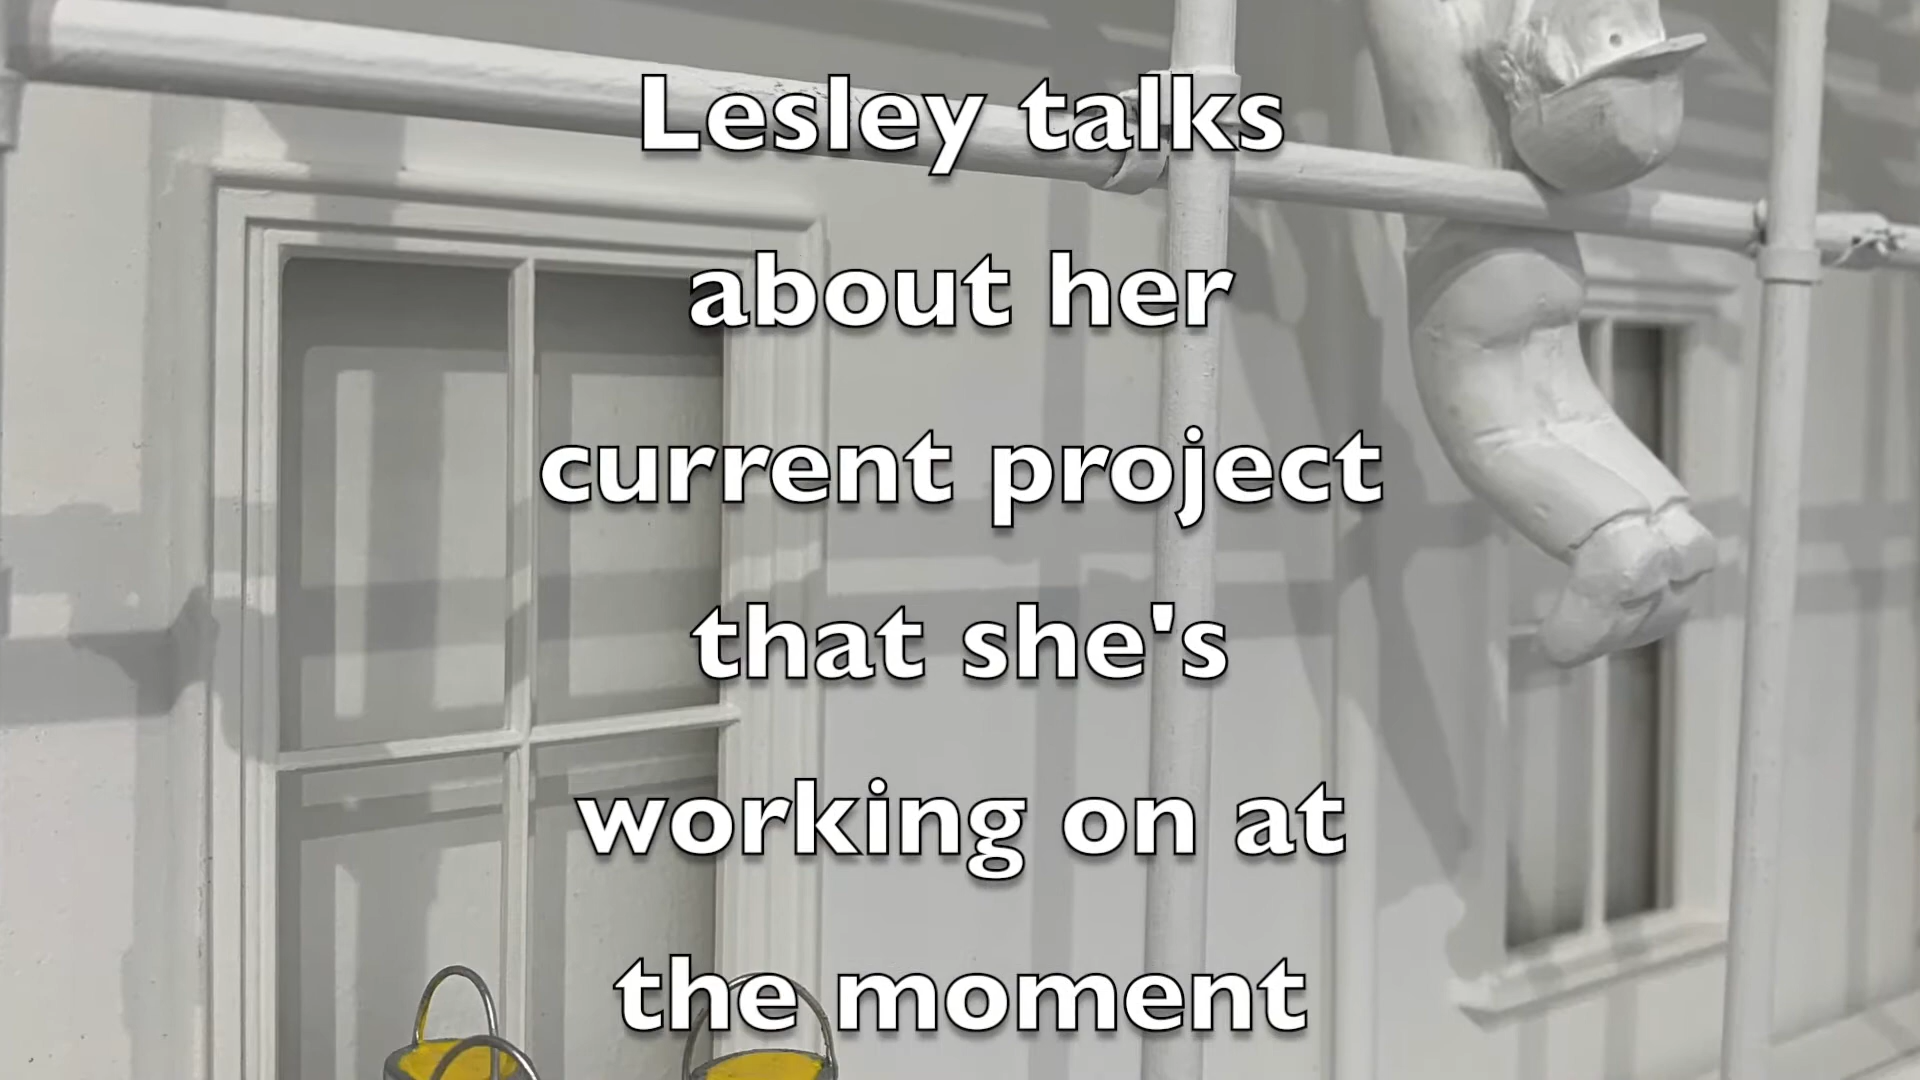 Lesley talks
about her
current project
that she's
working on at
the moment